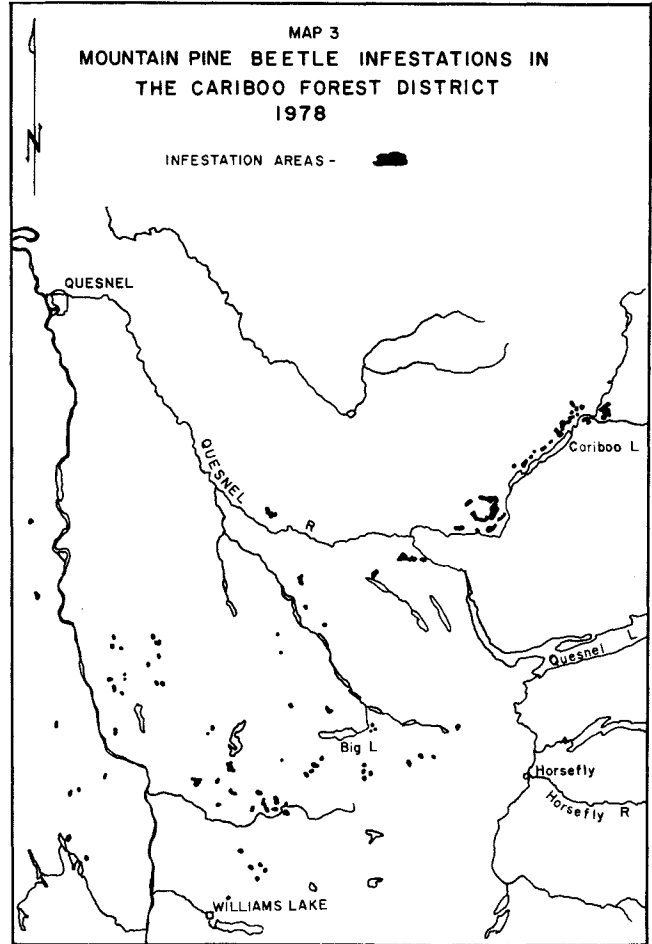 MAP 3
MOUNTAIN PINE BEETLE INFESTATIONS IN
THE CARIBOO FOREST DISTRICT
1978
N
INFESTATION AREAS -
QUESNEL
Cariboo L
QUESNEL R
Quesnel L
Big L
Horsefly
Horsefly R
WILLIAMS LAKE